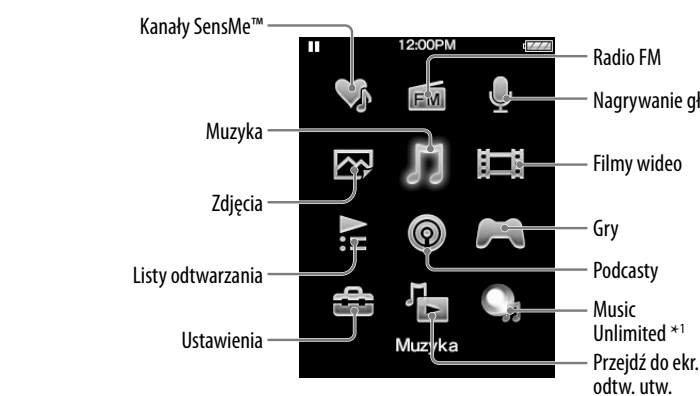 Kanały SensMe™
12:00PM
Radio FM
FM
Nagrywanie
Muzyka
Filmy wideo
Zdjęcia
Gry
Listy odtwarzania
Podcasty
Music
Unlimited *1
Ustawienia
Muzyka
Przejdź do ekr.
odtw. utw.